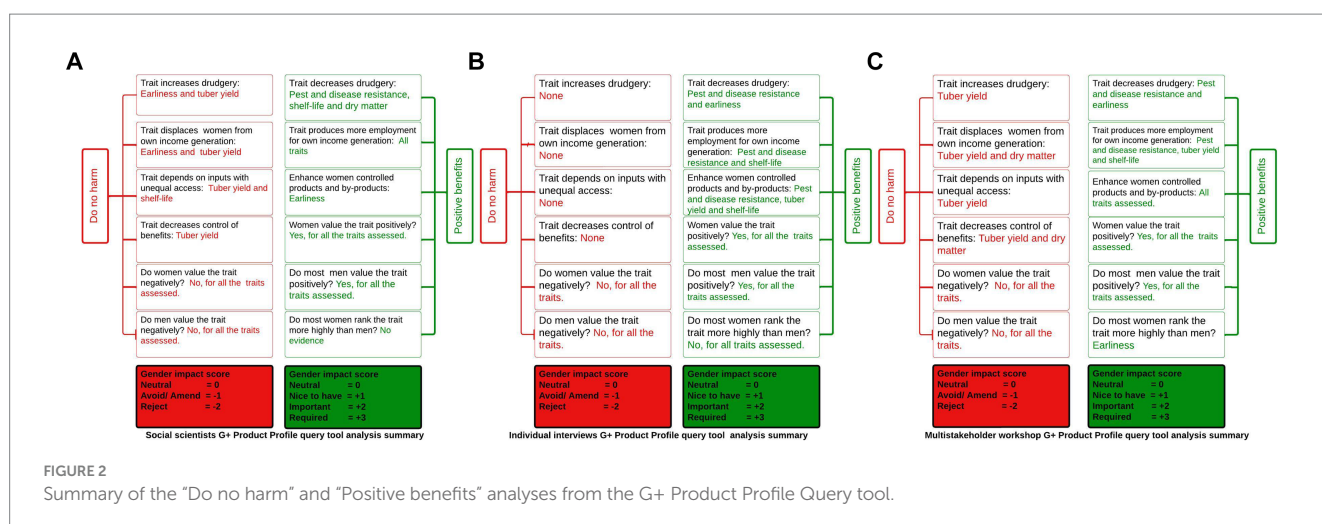 A
Do no harm
Trait increases drudgery:
Earliness and tuber yield
Trait displaces women from
own income generation:
Earliness and tuber yield
Trait depends on inputs with
unequal access: Tuber yield and
shelf-life
Trait decreases control of
benefits: Tuber yield
Do women value the trait
negatively? No, for all the traits
assessed.
Do men value the trait
negatively? No, for all the traits
assessed.
Trait decreases drudgery:
Pest and disease resistance,
shelf-life and dry matter
Trait produces more employment
for own income generation: All
traits
Enhance women controlled
products and by-products:
Earliness
Women value the trait positively?
Yes, for all the traits assessed.
Do most men value the trait
positively? Yes, for all the
traits assessed.
Do most women rank the trait
more highly than men? No
evidence
Positive benefits
Gender impact score
Neutral = 0
Avoid/ Amend = -1
Reject = -2
Gender impact score
Neutral = 0
Nice to have = +1
Important = +2
Required = +3
Social scientists G+ Product Profile query tool analysis summary
B
Do no harm
Trait increases drudgery:
None
Trait displaces women from
own income generation:
None
Trait depends on inputs with
unequal access:
None
Trait decreases control of
benefits: None
Do women value the trait
negatively? No, for all the
traits.
Do men value the trait
negatively? No, for all the
traits.
Trait decreases drudgery:
Pest and disease resistance
and earliness
Trait produces more
employment for own income
generation: Pest and disease
resistance and shelf-life
Enhance women controlled
products and by-products: Pest
and disease resistance, tuber
yield and shelf-life
Women value the trait
positively? Yes, for all the traits
assessed.
Do most men value the trait
positively? Yes, for all the
traits assessed.
Do most women rank the
trait more highly than men?
No, for all traits assessed.
Positive benefits
Gender impact score
Neutral = 0
Avoid/ Amend = -1
Reject = -2
Gender impact score
Neutral = 0
Nice to have = +1
Important = +2
Required = +3
Individual interviews G+ Product Profile query tool analysis summary
C
Do no harm
Trait increases drudgery:
Tuber yield
Trait displaces women from
own income generation:
Tuber yield and dry matter
Trait depends on inputs with
unequal access:
Tuber yield
Trait decreases control of
benefits: Tuber yield and dry
matter
Do women value the trait
negatively? No, for all the
traits.
Do men value the trait
negatively? No, for all the
traits.
Trait decreases drudgery: Pest
and disease resistance and
earliness
Trait produces more employment
for own income generation: Pest
and disease resistance, tuber yield
and shelf-life
Enhance women controlled
products and by-products: All
traits assessed.
Women value the trait
positively? Yes, for all the
traits assessed.
Do most men value the trait
positively? Yes, for all the
traits assessed.
Do most women rank the
trait more highly than men?
Earliness
Positive benefits
Gender impact score
Neutral = 0
Avoid/ Amend = -1
Reject = -2
Gender impact score
Neutral = 0
Nice to have = +1
Important = +2
Required = +3
Multistakeholder workshop G+ Product Profile query tool analysis summary
FIGURE 2
Summary of the “Do no harm” and “Positive benefits” analyses from the G+ Product Profile Query tool.